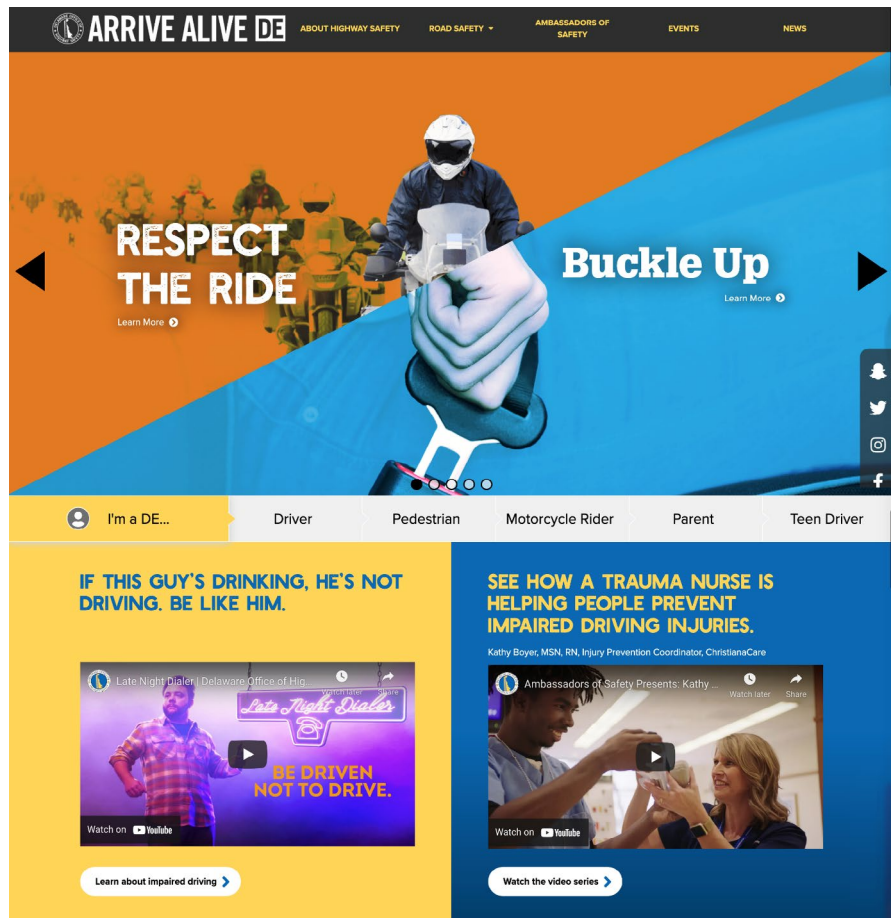 ARRIVE ALIVE DE
ABOUT HIGHWAY SAFETY
ROAD SAFETY
AMBASSADORS OF
SAFETY
EVENTS
NEWS
RESPECT
THE RIDE
Learn More
Buckle Up
Learn More
I'm a DE...
Driver
Pedestrian
Motorcycle Rider
Parent
Teen Driver
IF THIS GUY'S DRINKING, HE'S NOT
DRIVING. BE LIKE HIM.
Late Night Dialer | Delaware Office of Hig...
Watch later
Share
Late Night Dialer
BE DRIVEN
NOT TO DRIVE.
Watch on YouTube
Learn about impaired driving
SEE HOW A TRAUMA NURSE IS
HELPING PEOPLE PREVENT
IMPAIRED DRIVING INJURIES.
Kathy Boyer, MSN, RN, Injury Prevention Coordinator, ChristianaCare
Ambassadors of Safety Presents: Kathy ...
Watch later
Share
Watch on YouTube
Watch the video series